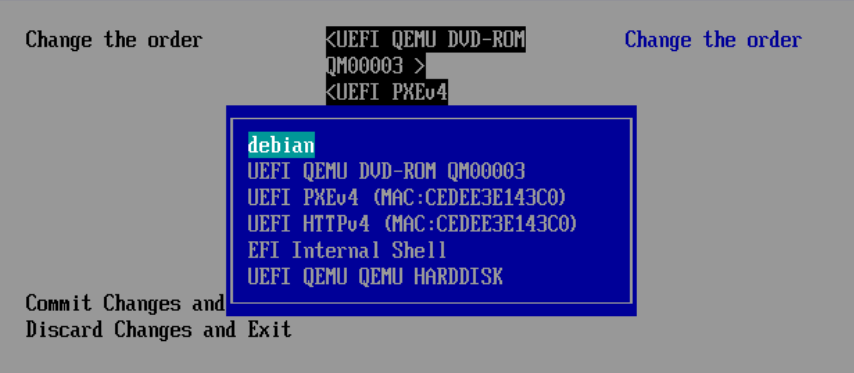 Change the order
<UEFI QEMU DVD-ROM
QM00003 >
<UEFI PXEv4
Change the order
debian
UEFI QEMU DVD-ROM QM00003
UEFI PXEv4 (MAC:CEDEE3E143C0)
UEFI HTTPv4 (MAC:CEDEE3E143C0)
EFI Internal Shell
UEFI QEMU QEMU HARDDISK
Commit Changes and
Discard Changes and Exit